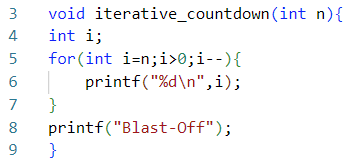 3 void iterative_countdown(int n){
4 int i;
5 for(int i=n;i>0;i--){
6     printf("%d\n",i);
7 }
8 printf("Blast-Off");
9 }